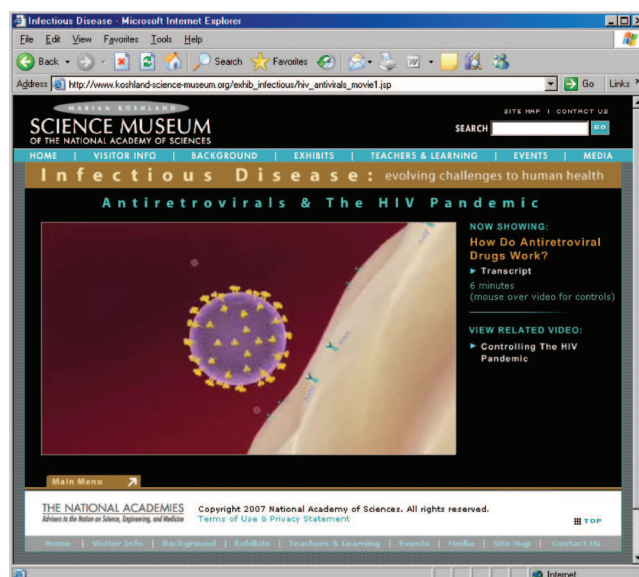 Infectious Disease - Microsoft Internet Explorer
File Edit View Favorites Tools Help
Back Search Favorites
Address http://www.koshland-science-museum.org/exhib_infectious/hiv_antivirals_movie1.jsp Go Links »
MARIAN KOSHLAND
SITE MAP | CONTACT US
SCIENCE MUSEUM
SEARCH GO
OF THE NATIONAL ACADEMY OF SCIENCES
HOME | VISITOR INFO | BACKGROUND | EXHIBITS | TEACHERS & LEARNING | EVENTS | MEDIA
Infectious Disease: evolving challenges to human health
Antiretrovirals & The HIV Pandemic
NOW SHOWING:
How Do Antiretroviral
Drugs Work?
Transcript
6 minutes
(mouse over video for controls)
VIEW RELATED VIDEO:
Controlling The HIV
Pandemic
Main Menu
THE NATIONAL ACADEMIES
Advisers to the Nation on Science, Engineering, and Medicine
Copyright 2007 National Academy of Sciences. All rights reserved.
Terms of Use & Privacy Statement
TOP
Home | Visitor Info | Background | Exhibits | Teachers & Learning | Events | Media | Site Map | Contact Us
Internet